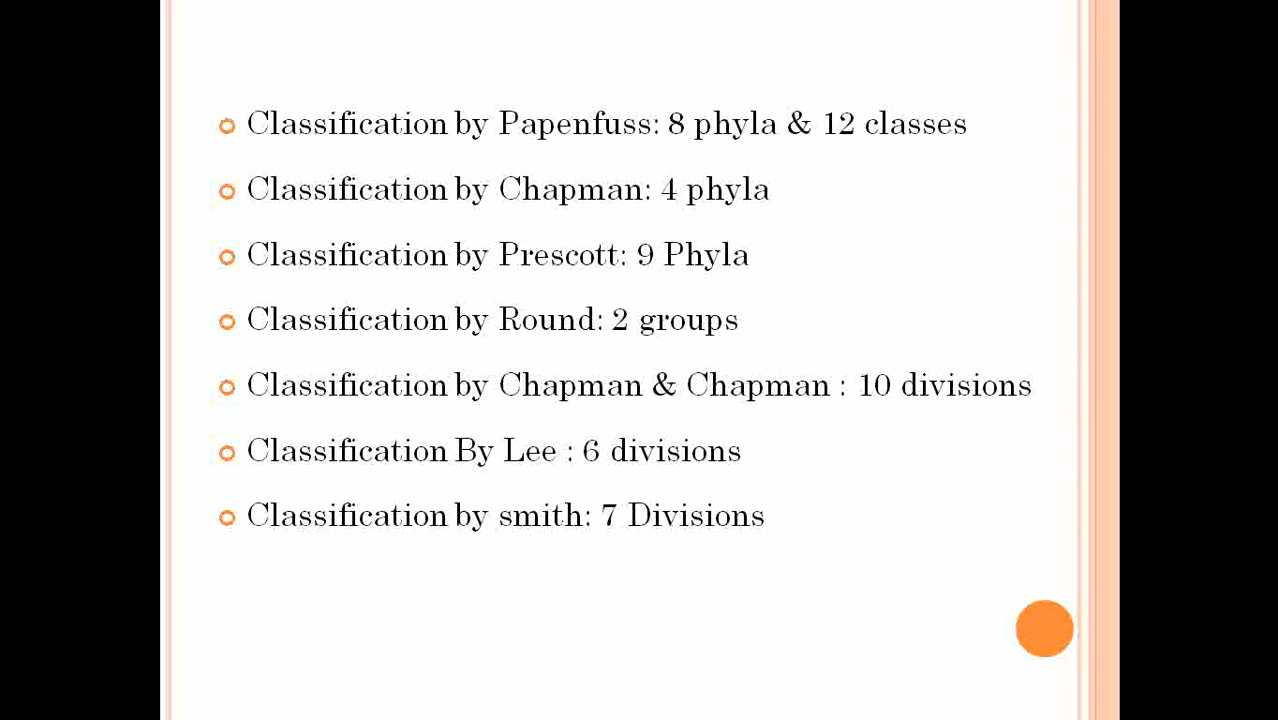 Classification by Papenfuss: 8 phyla & 12 classes
Classification by Chapman: 4 phyla
Classification by Prescott: 9 Phyla
Classification by Round: 2 groups
Classification by Chapman & Chapman : 10 divisions
Classification By Lee : 6 divisions
Classification by smith: 7 Divisions